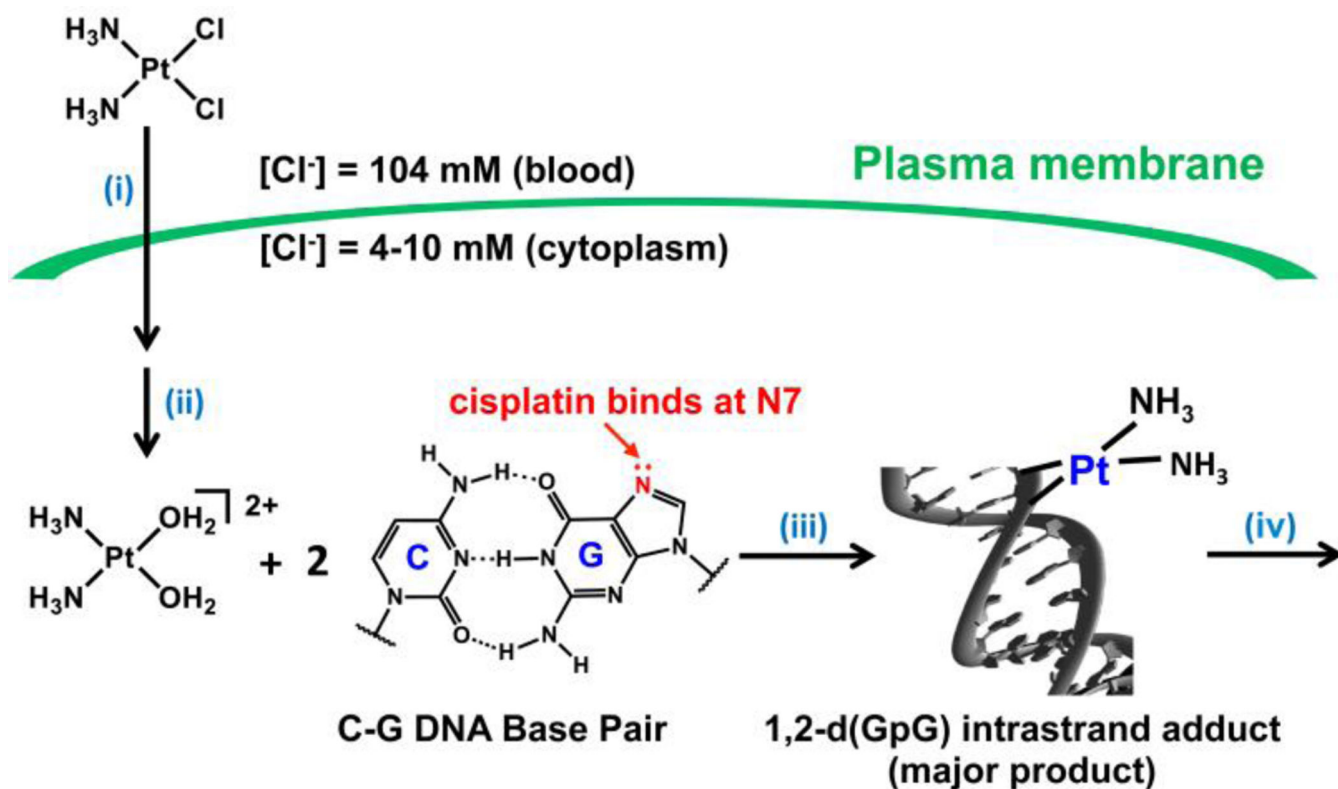 H₃N Cl
Pt
H₃N Cl
(i)
[Cl⁻] = 104 mM (blood)
Plasma membrane
[Cl⁻] = 4-10 mM (cytoplasm)
(ii)
cisplatin binds at N7
H₃N OH₂ 2+
Pt
H₃N OH₂
+ 2
H
N H O N
C N H N G N
N N
O H N H
H
(iii)
NH₃
Pt NH₃
(iv)
C-G DNA Base Pair
1,2-d(GpG) intrastrand adduct
(major product)